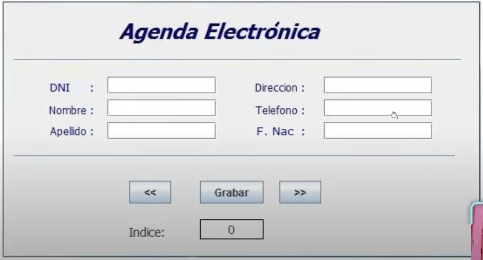 Agenda Electrónica
DNI : Direccion :
Nombre : Telefono :
Apellido : F. Nac :
<< Grabar >>
Indice: 0